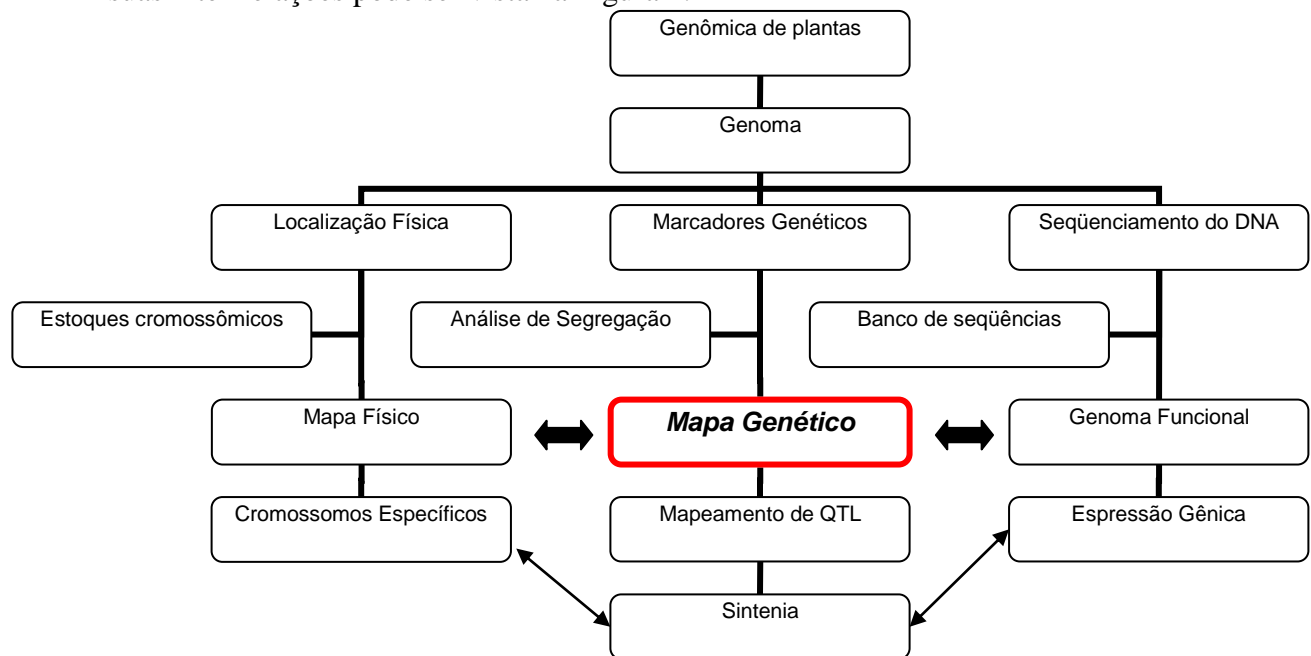 Genômica de plantas
Genoma
Localização Física
Marcadores Genéticos
Seqüenciamento do DNA
Estoques cromossômicos
Análise de Segregação
Banco de seqüências
Mapa Físico
Mapa Genético
Genoma Funcional
Cromossomos Específicos
Mapeamento de QTL
Espressão Gênica
Sintenia